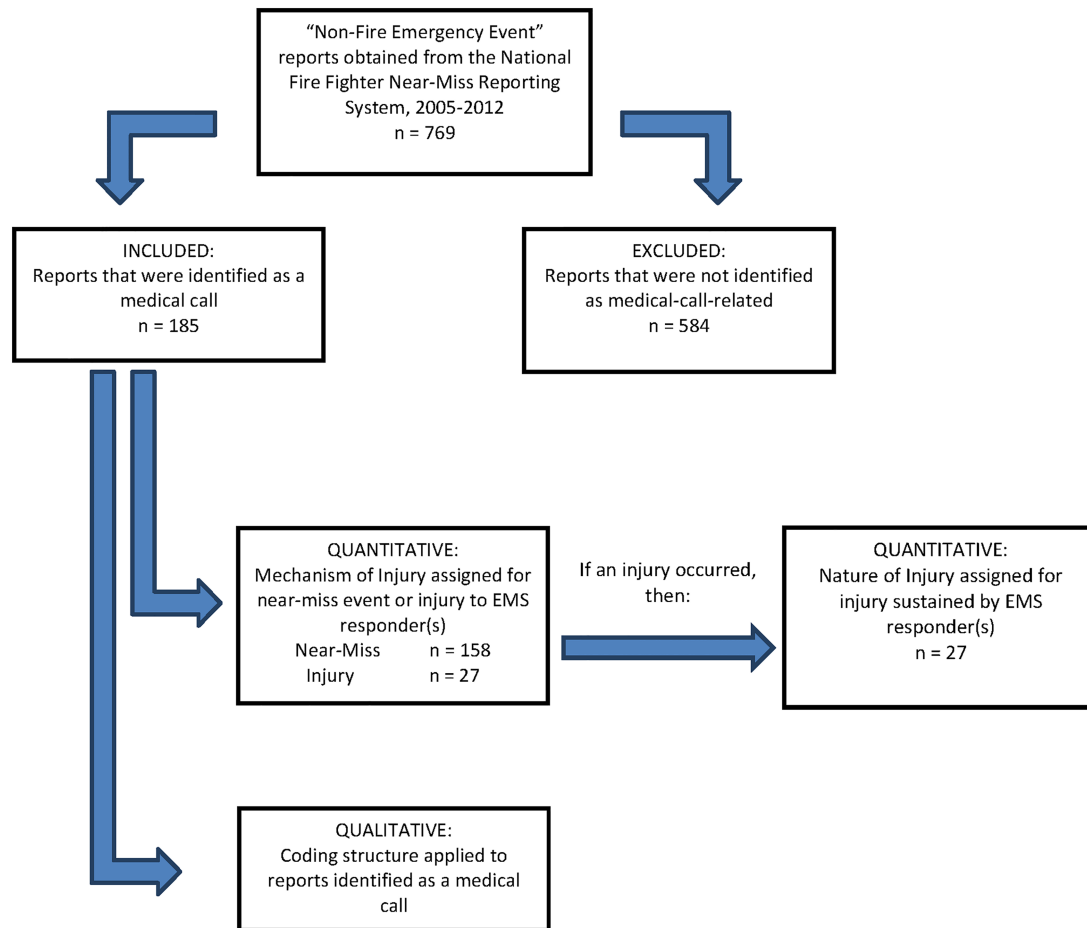 “Non-Fire Emergency Event”
reports obtained from the National
Fire Fighter Near-Miss Reporting
System, 2005-2012
n = 769
INCLUDED:
Reports that were identified as a
medical call
n = 185
EXCLUDED:
Reports that were not identified
as medical-call-related
n = 584
QUANTITATIVE:
Mechanism of Injury assigned for
near-miss event or injury to EMS
responder(s)
Near-Miss n = 158
Injury n = 27
If an injury occurred,
then:
QUANTITATIVE:
Nature of Injury assigned for
injury sustained by EMS
responder(s)
n = 27
QUALITATIVE:
Coding structure applied to
reports identified as a medical
call